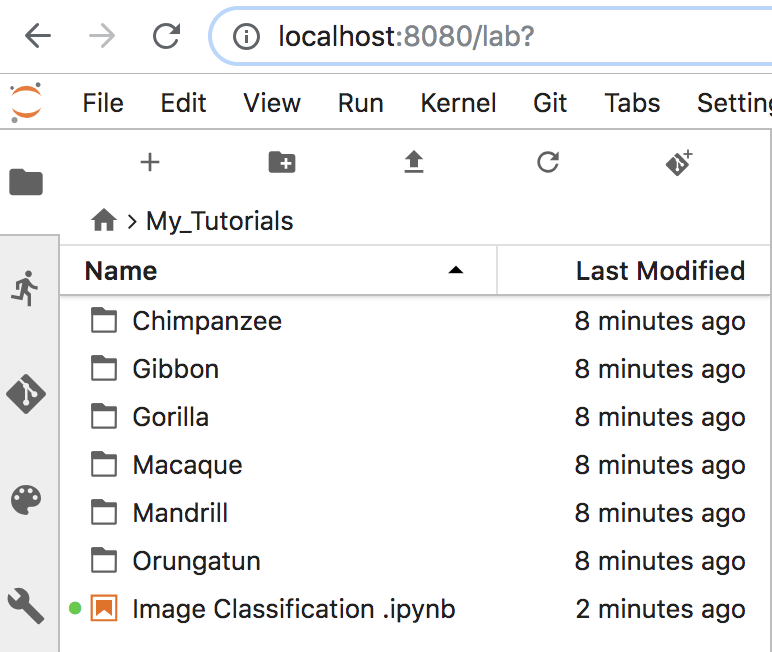 localhost:8080/lab?
File Edit View Run Kernel Git Tabs Setting
My_Tutorials
Name Last Modified
Chimpanzee 8 minutes ago
Gibbon 8 minutes ago
Gorilla 8 minutes ago
Macaque 8 minutes ago
Mandrill 8 minutes ago
Orungatun 8 minutes ago
Image Classification .ipynb 2 minutes ago